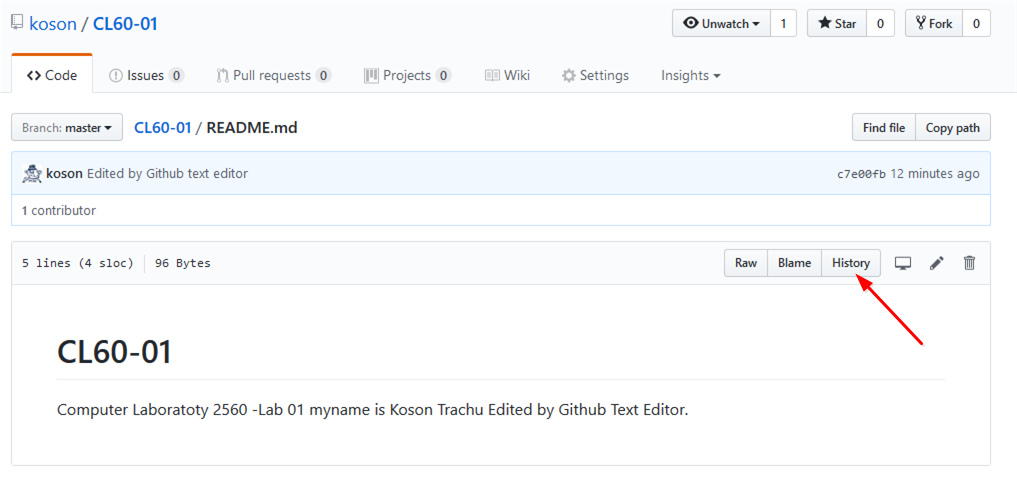 koson / CL60-01
Unwatch 1 Star 0 Fork 0
Code Issues 0 Pull requests 0 Projects 0 Wiki Settings Insights
Branch: master CL60-01 / README.md Find file Copy path
koson Edited by Github text editor c7e00fb 12 minutes ago
1 contributor
5 lines (4 sloc) 96 Bytes Raw Blame History
CL60-01
Computer Laboratoty 2560 -Lab 01 myname is Koson Trachu Edited by Github Text Editor.